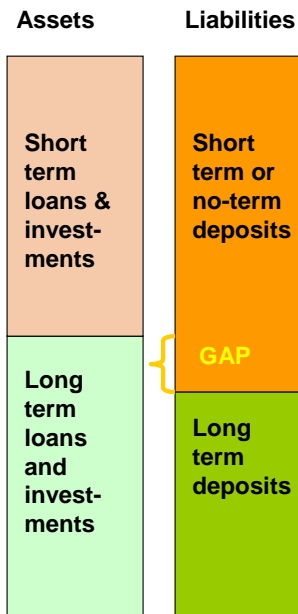 Assets
Liabilities
Short
term
loans &
invest-
ments
Short
term or
no-term
deposits
GAP
Long
term
loans
and
invest-
ments
Long
term
deposits